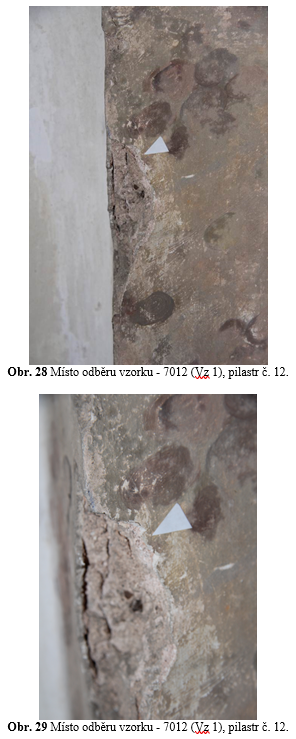 Obr. 28 Místo odběru vzorku - 7012 (Vz 1), pilastr č. 12.
Obr. 29 Místo odběru vzorku - 7012 (Vz 1), pilastr č. 12.